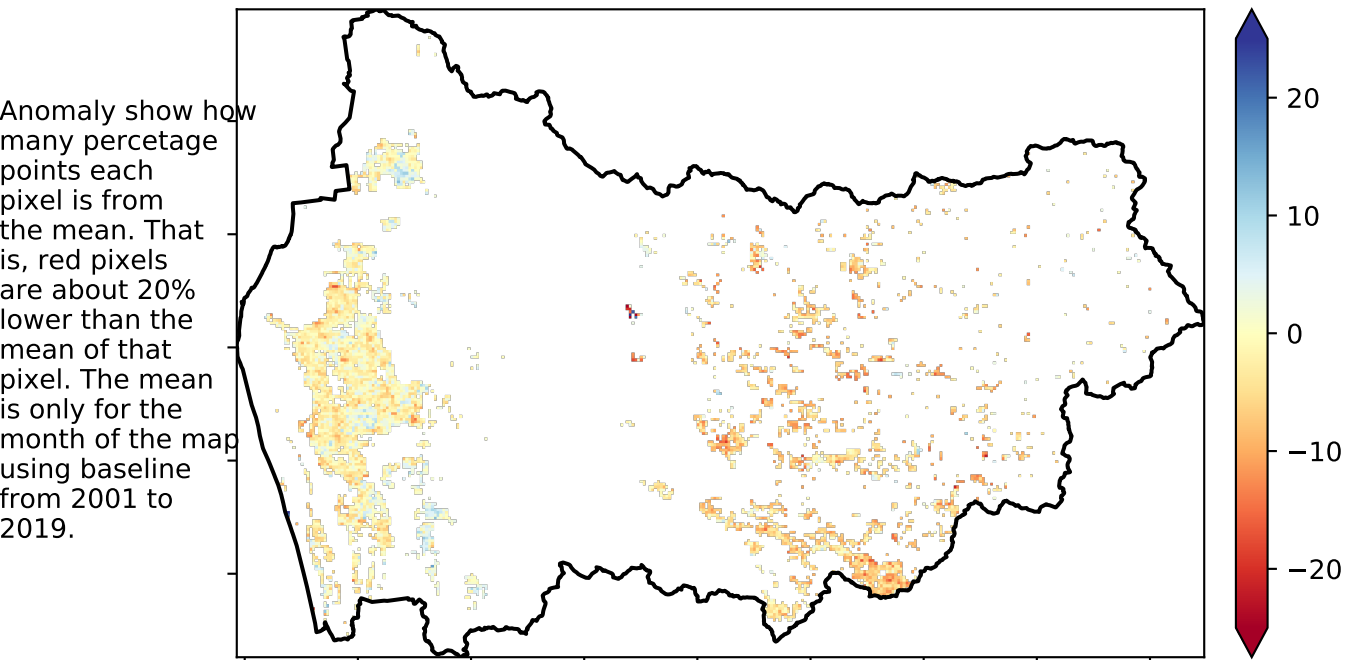 Anomaly show how
many percetage
points each
pixel is from
the mean. That
is, red pixels
are about 20%
lower than the
mean of that
pixel. The mean
is only for the
month of the map
using baseline
from 2001 to
2019.
20
10
0
−10
−20